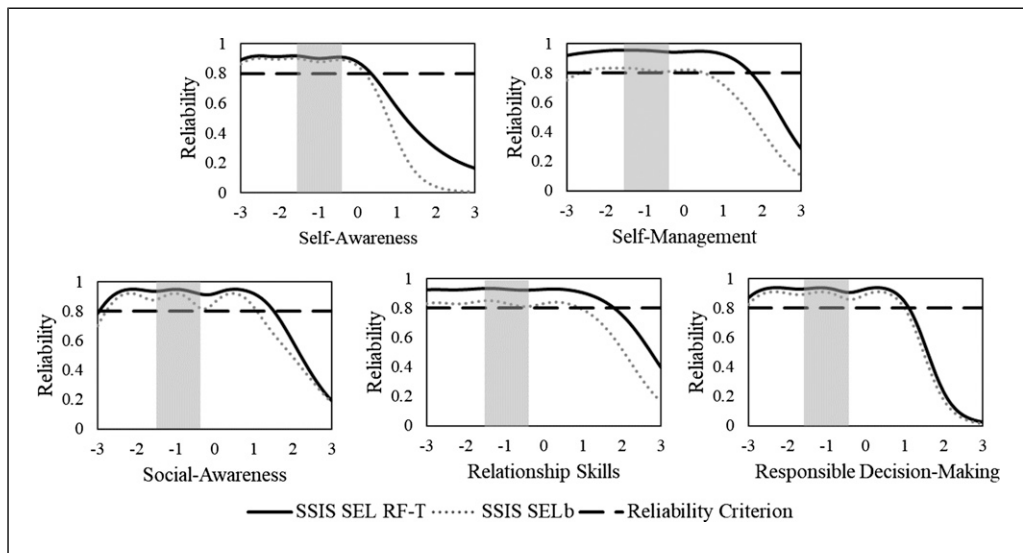 1
0.8
0.6
0.4
0.2
0
Reliability
-3 -2 -1 0 1 2 3
Self-Awareness
1
0.8
0.6
0.4
0.2
0
Reliability
-3 -2 -1 0 1 2 3
Self-Management
1
0.8
0.6
0.4
0.2
0
Reliability
-3 -2 -1 0 1 2 3
Social-Awareness
1
0.8
0.6
0.4
0.2
0
Reliability
-3 -2 -1 0 1 2 3
Relationship Skills
1
0.8
0.6
0.4
0.2
0
Reliability
-3 -2 -1 0 1 2 3
Responsible Decision-Making
SSIS SEL RF-T SSIS SELb Reliability Criterion